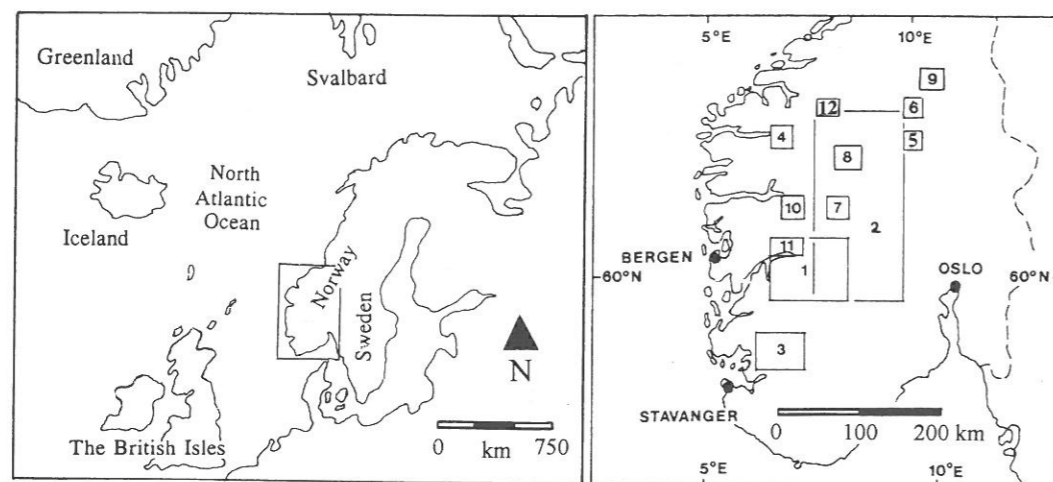 Greenland
Svalbard
North
Atlantic
Ocean
Iceland
Norway
Sweden
N
The British Isles
0 km 750
5°E 10°E
9
12 6
4 5
8
10 7
2
11
BERGEN
1
60°N OSLO 60°N
3
STAVANGER
0 100 200 km
5°E 10°E